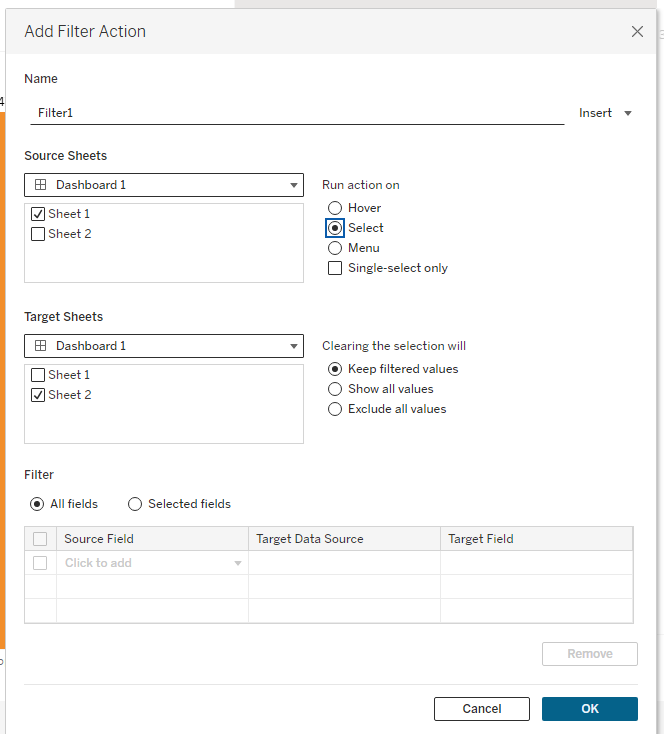 Add Filter Action
Name
Filter1 Insert
Source Sheets
Dashboard 1 Run action on
Sheet 1 Hover
Sheet 2 Select
Menu
Single-select only
Target Sheets
Dashboard 1 Clearing the selection will
Sheet 1 Keep filtered values
Sheet 2 Show all values
Exclude all values
Filter
All fields Selected fields
Source Field Target Data Source Target Field
Click to add
Remove
Cancel OK